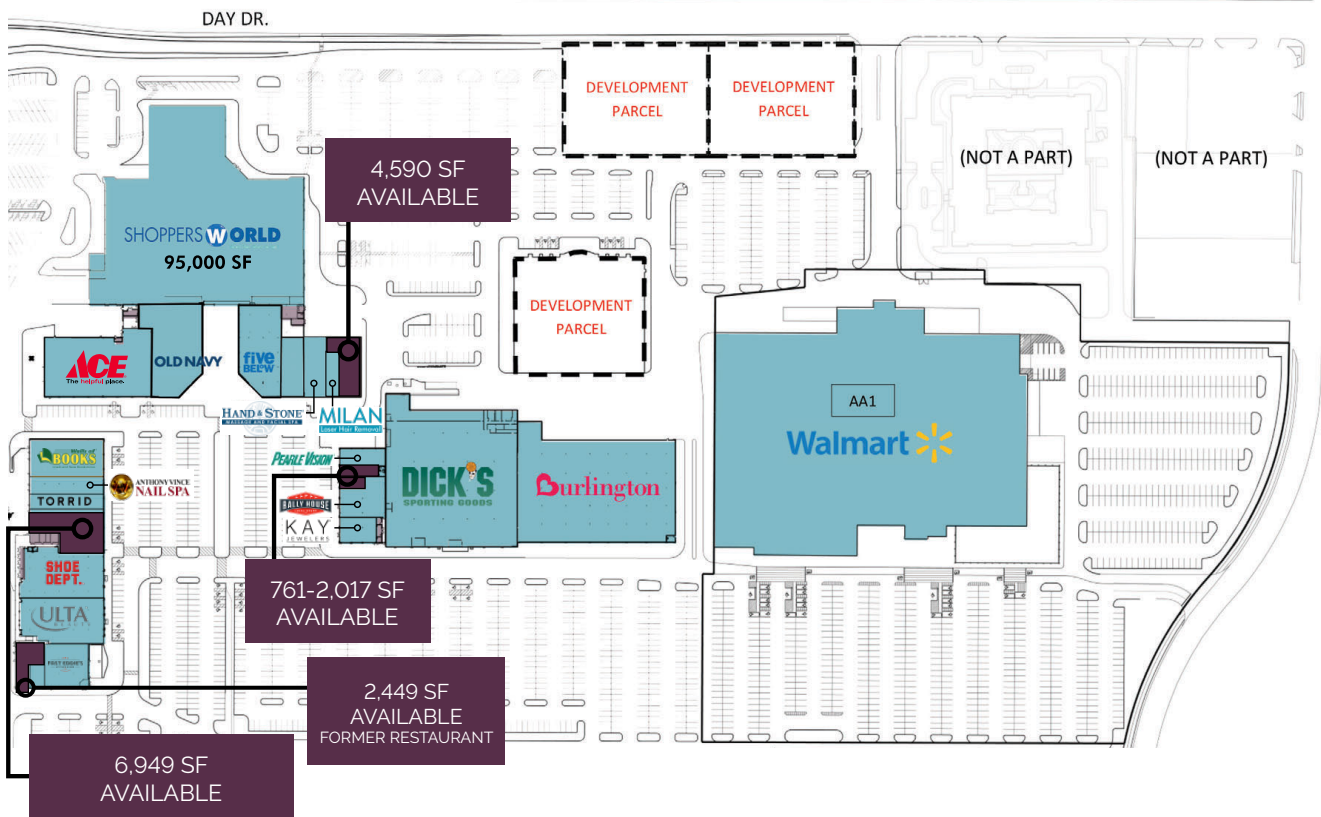 DAY DR.
DEVELOPMENT
PARCEL
DEVELOPMENT
PARCEL
(NOT A PART)
(NOT A PART)
4,590 SF
AVAILABLE
SHOPPERS WORLD
95,000 SF
DEVELOPMENT
PARCEL
ACE
The helpful place.
OLD NAVY
five
BEL°W
HAND & STONE
MASSAGE AND FACIAL SPA
MILAN
Laser Hair Removal
AA1
Walmart
PEARLE VISION
DICK'S
SPORTING GOODS
Burlington
RALLY HOUSE
KAY
JEWELERS
BOOKS
ANTHONY VINCE
NAIL SPA
TORRID
SHOE
DEPT.
ULTA
761-2,017 SF
AVAILABLE
2,449 SF
AVAILABLE
FORMER RESTAURANT
6,949 SF
AVAILABLE